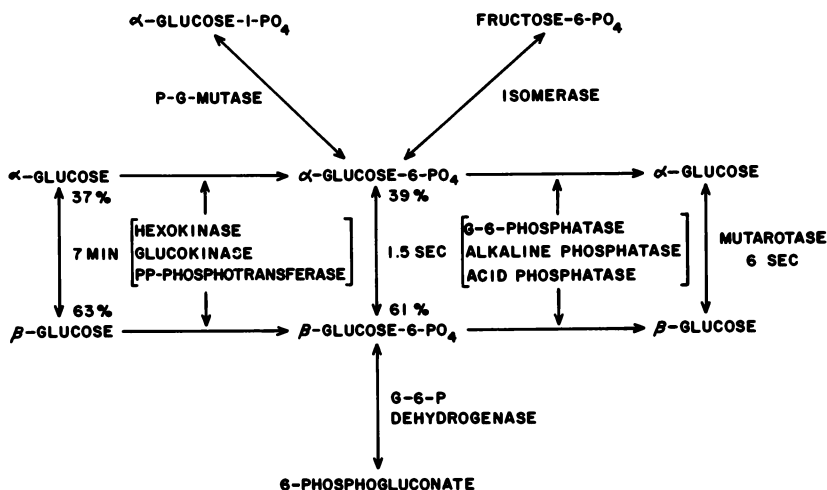 α-GLUCOSE-1-PO₄
FRUCTOSE-6-PO₄
P-G-MUTASE
ISOMERASE
α-GLUCOSE
α-GLUCOSE-6-PO₄
α-GLUCOSE
37%
39%
HEXOKINASE
GLUCOKINASE
PP-PHOSPHOTRANSFERASE
7 MIN
1.5 SEC
G-6-PHOSPHATASE
ALKALINE PHOSPHATASE
ACID PHOSPHATASE
MUTAROTASE
6 SEC
63%
61%
β-GLUCOSE
β-GLUCOSE-6-PO₄
β-GLUCOSE
G-6-P
DEHYDROGENASE
6-PHOSPHOGLUCONATE